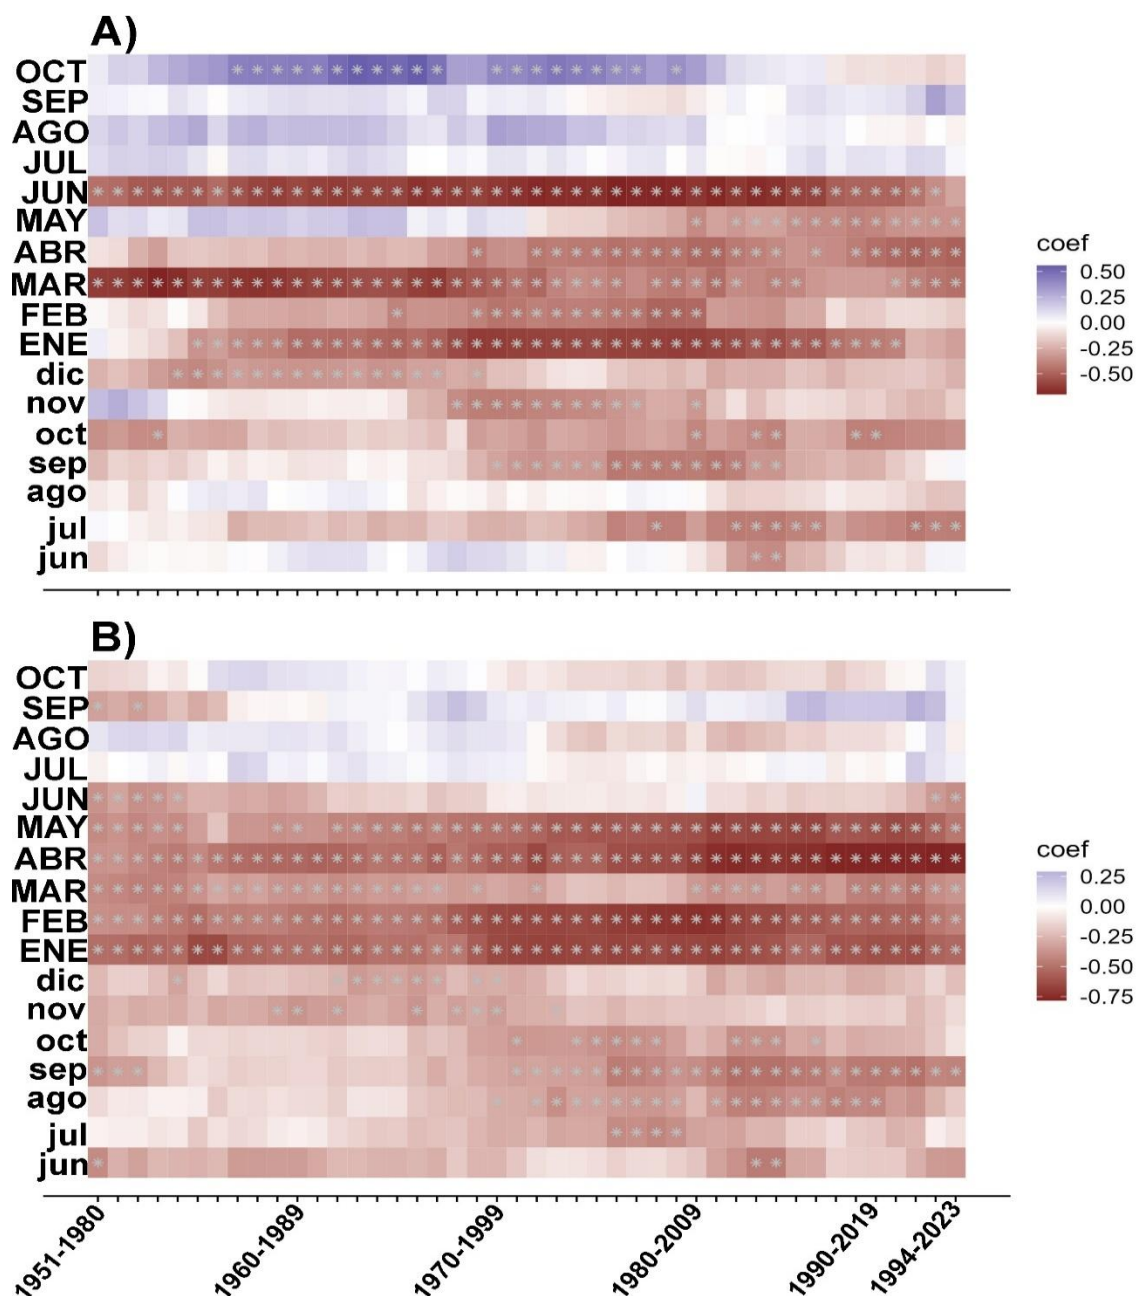 A)
OCT
SEP
AGO
JUL
JUN
MAY
ABR
MAR
FEB
ENE
dic
nov
oct
sep
ago
jul
jun
coef
0.50
0.25
0.00
-0.25
-0.50
B)
OCT
SEP
AGO
JUL
JUN
MAY
ABR
MAR
FEB
ENE
dic
nov
oct
sep
ago
jul
jun
coef
0.25
0.00
-0.25
-0.50
-0.75
1951-1980
1960-1989
1970-1999
1980-2009
1990-2019
1994-2023